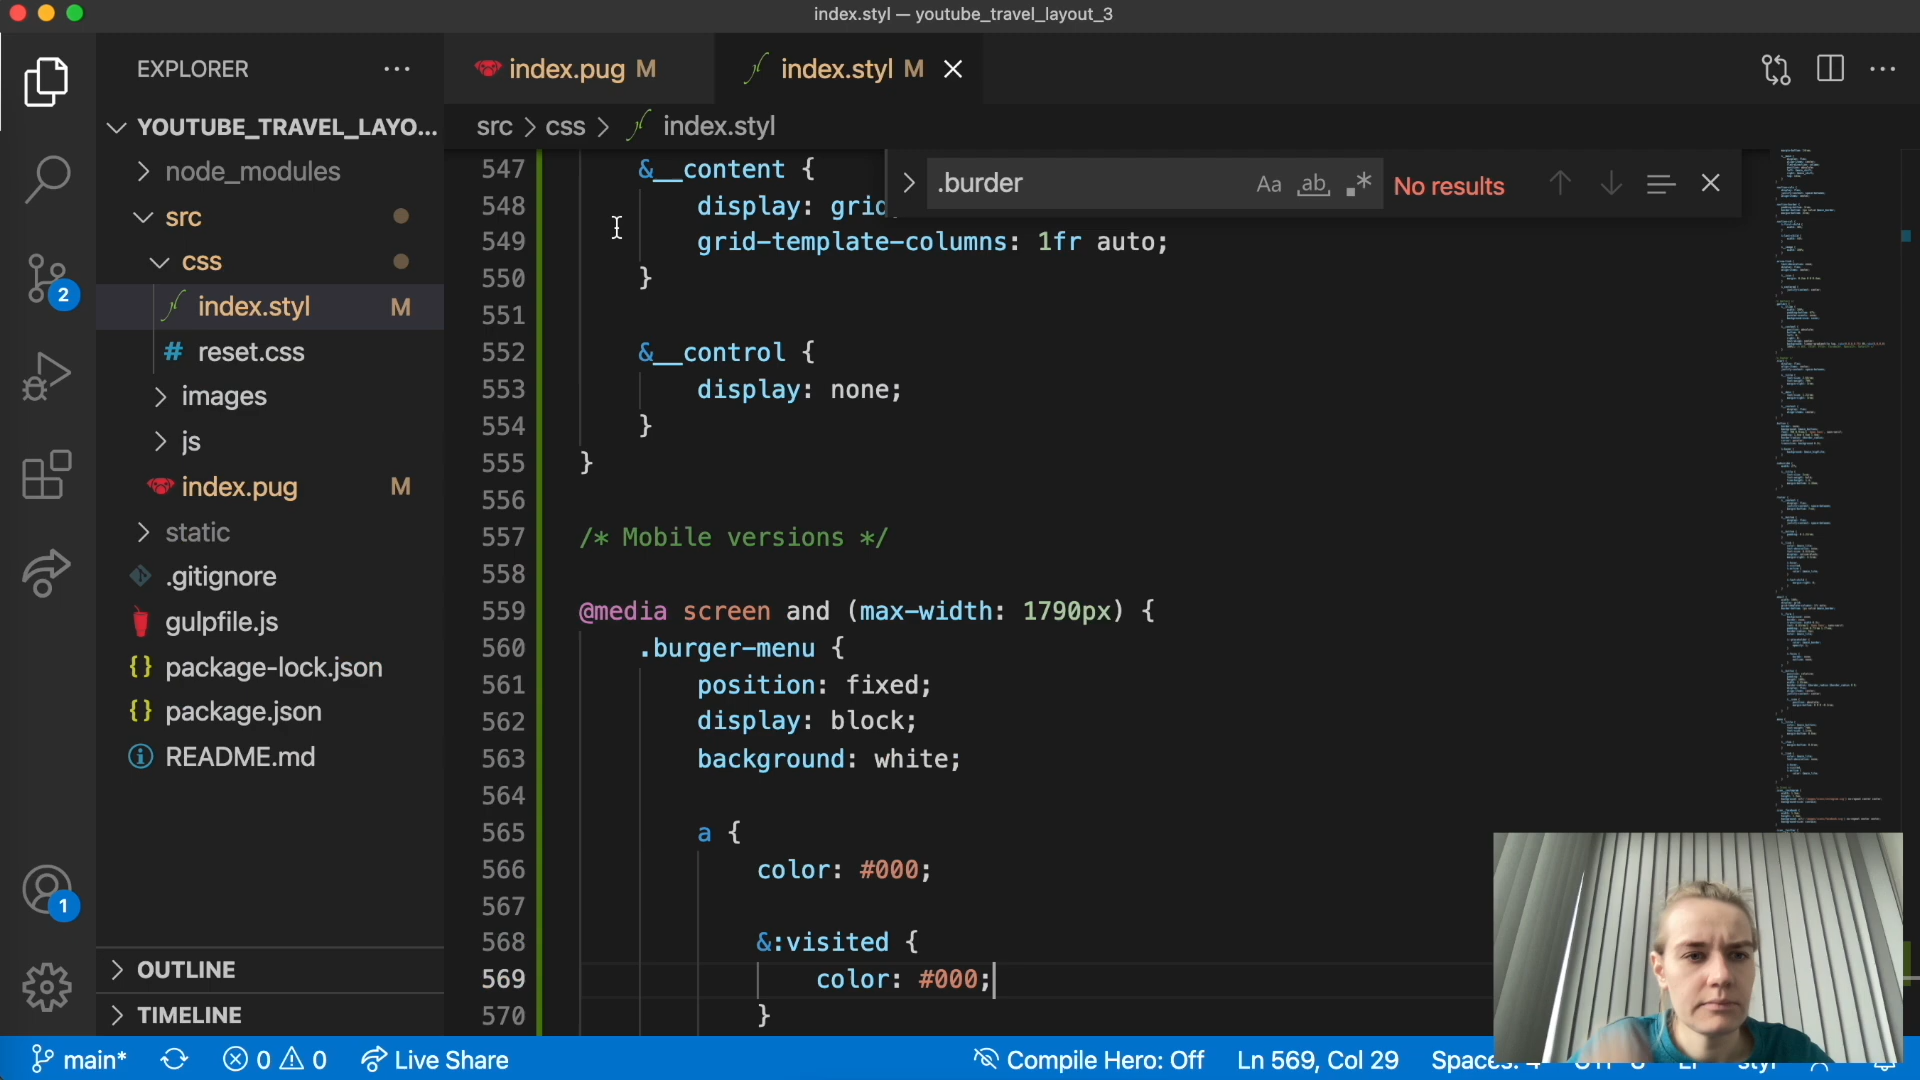 index.styl — youtube_travel_layout_3
EXPLORER
YOUTUBE_TRAVEL_LAYO...
node_modules
src
css
index.styl M
# reset.css
images
js
index.pug M
static
.gitignore
gulpfile.js
{} package-lock.json
{} package.json
README.md
OUTLINE
TIMELINE
2
1
index.pug M
index.styl M
src > css > index.styl
.burder
Aa ab .*
No results
547 &__content {
548 display: grid
549 grid-template-columns: 1fr auto;
550 }
551
552 &__control {
553 display: none;
554 }
555 }
556
557 /* Mobile versions */
558
559 @media screen and (max-width: 1790px) {
560 .burger-menu {
561 position: fixed;
562 display: block;
563 background: white;
564
565 a {
566 color: #000;
567
568 &:visited {
569 color: #000;
570 }
main* 0 0 Live Share Compile Hero: Off Ln 569, Col 29